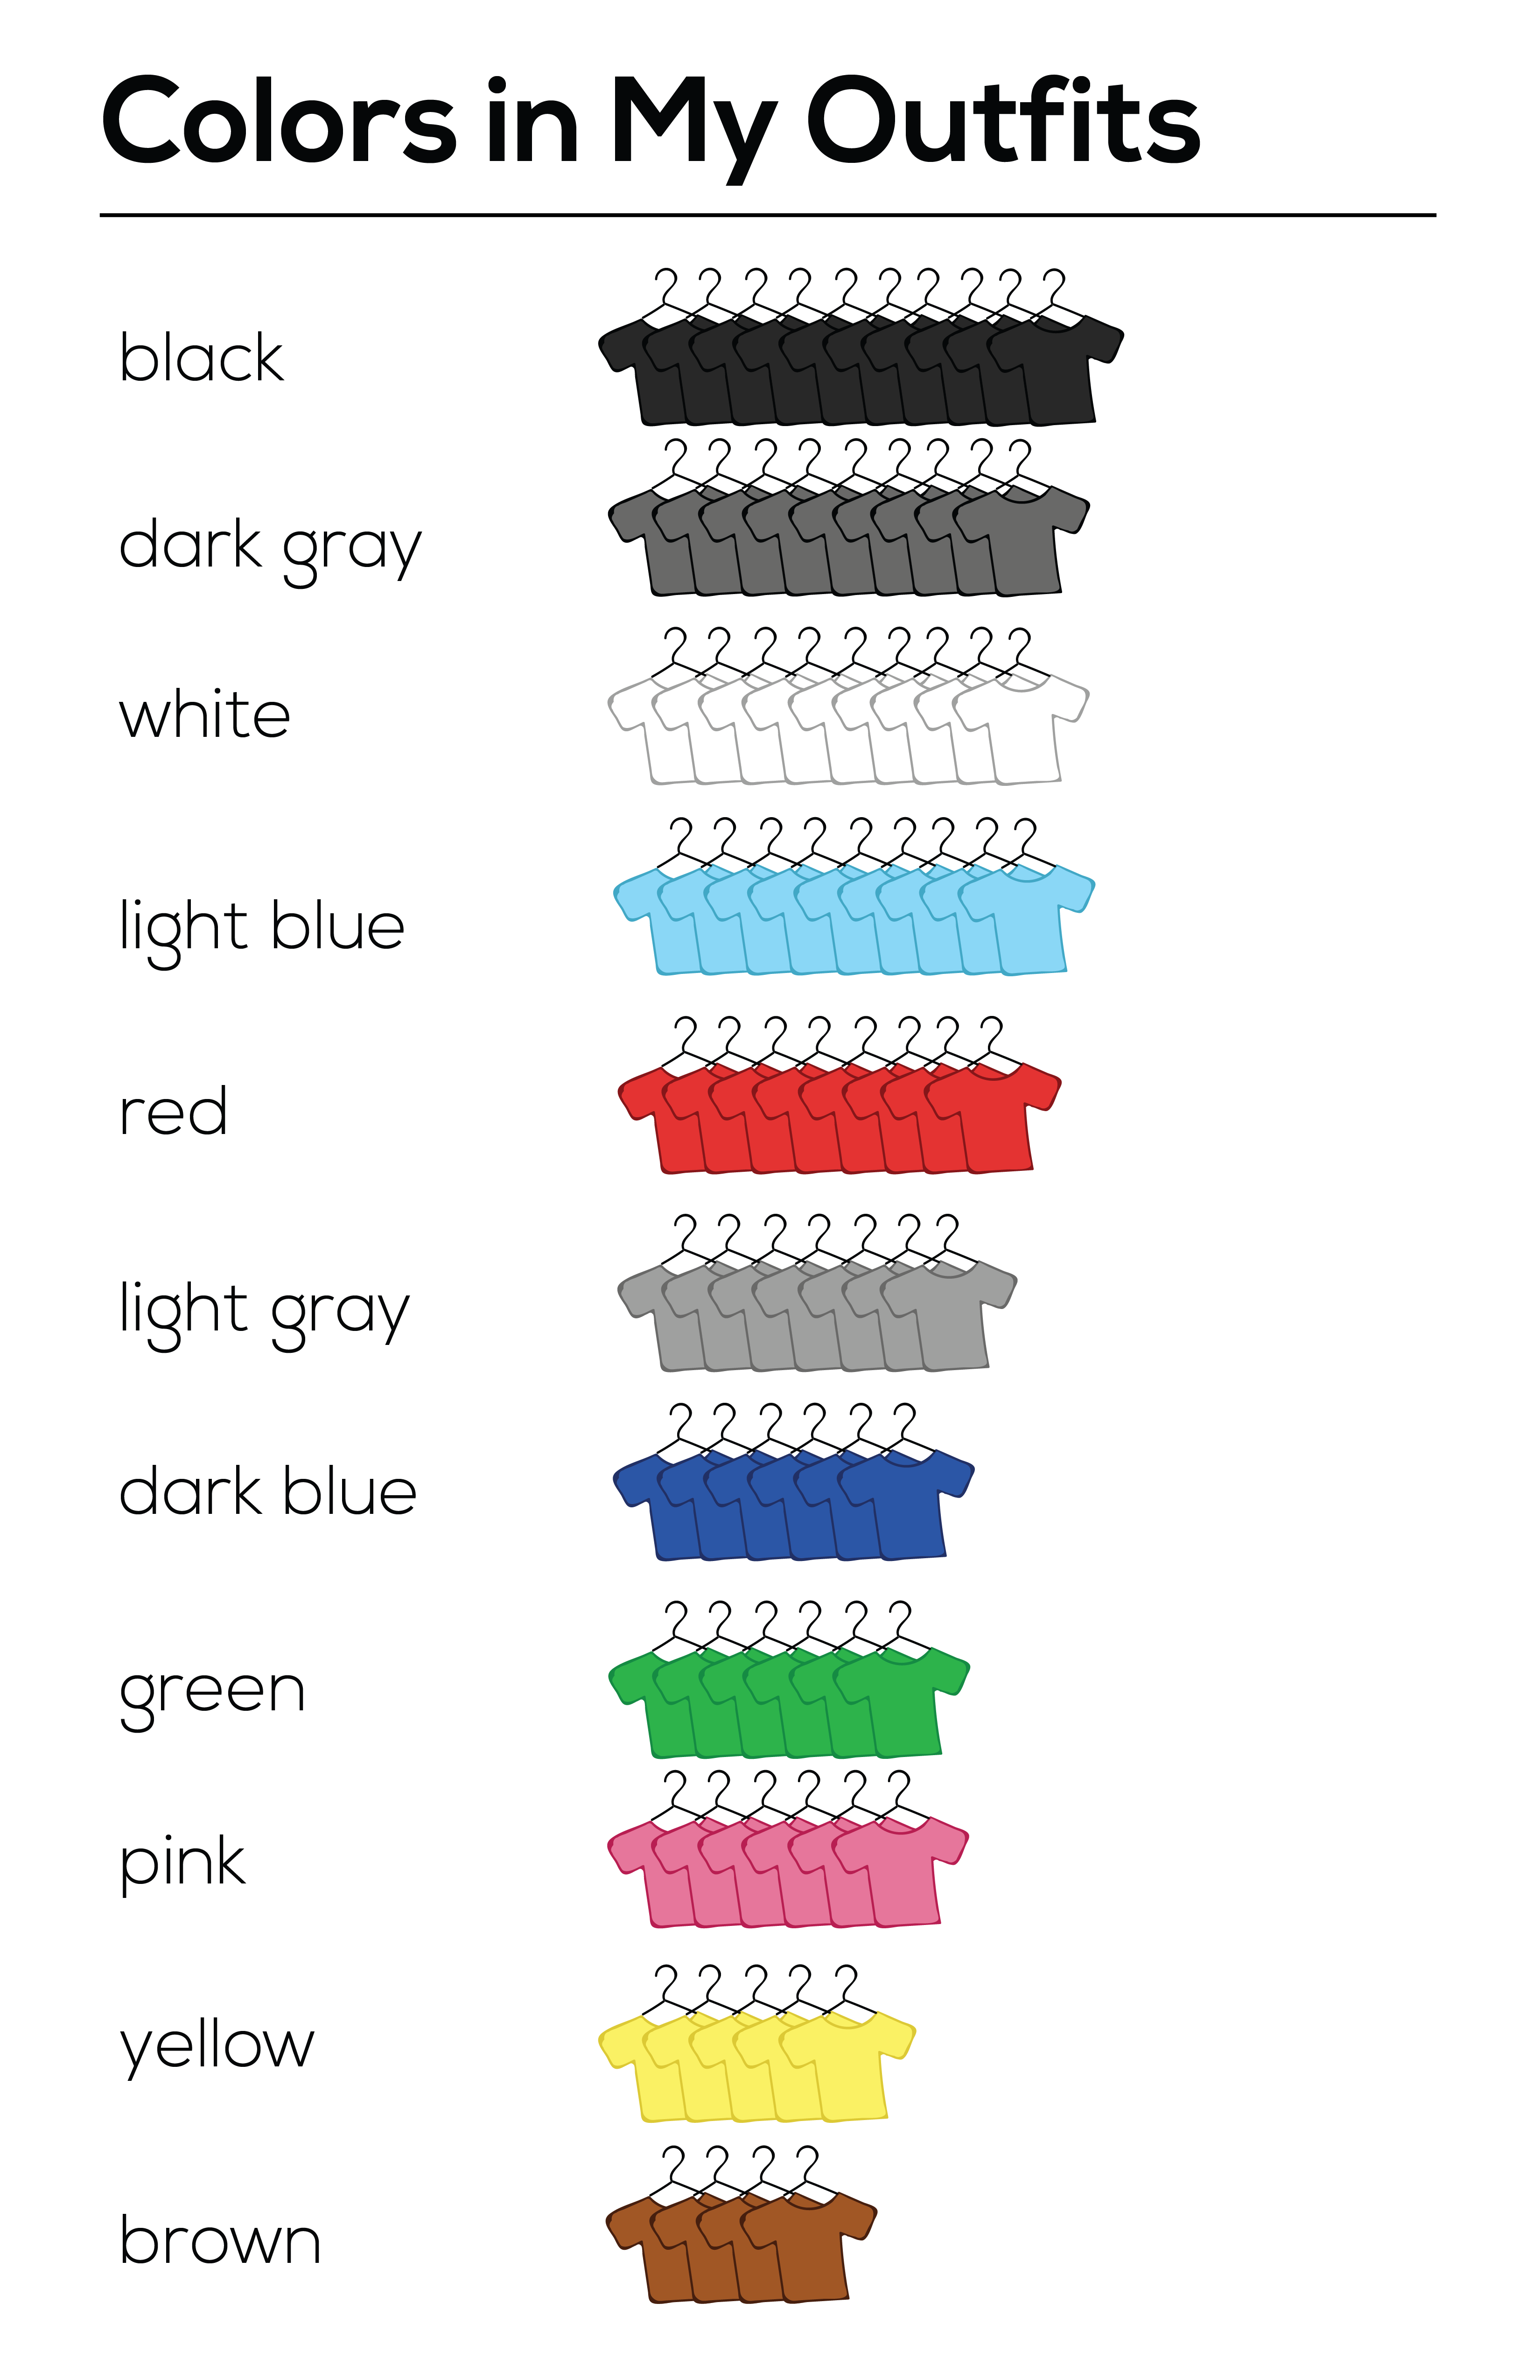 Colors in My Outfits
black
dark gray
white
light blue
red
light gray
dark blue
green
pink
yellow
brown